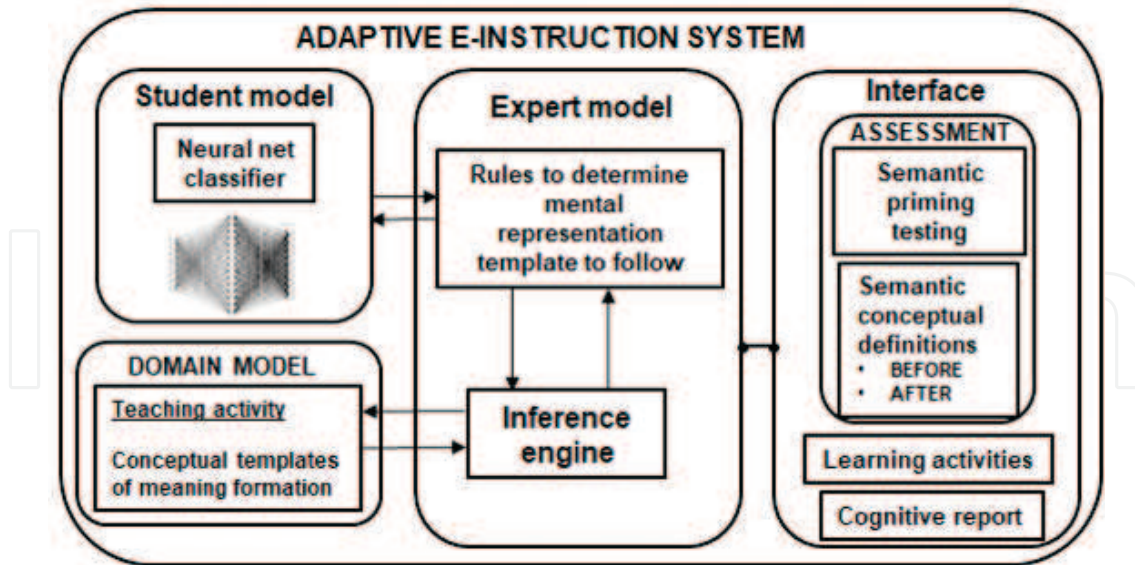 ADAPTIVE E-INSTRUCTION SYSTEM
Student model
Neural net
classifier
Expert model
Rules to determine
mental
representation
template to follow
Inference
engine
DOMAIN MODEL
Teaching activity
Conceptual templates
of meaning formation
Interface
ASSESSMENT
Semantic
priming
testing
Semantic
conceptual
definitions
• BEFORE
• AFTER
Learning activities
Cognitive report